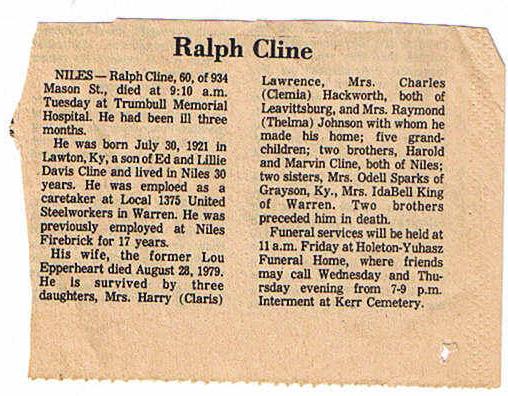 Ralph Cline
NILES — Ralph Cline, 60, of 934
Mason St., died at 9:10 a.m.
Tuesday at Trumbull Memorial
Hospital. He had been ill three
months.
He was born July 30, 1921 in
Lawton, Ky, a son of Ed and Lillie
Davis Cline and lived in Niles 30
years. He was emploed as a
caretaker at Local 1375 United
Steelworkers in Warren. He was
previously employed at Niles
Firebrick for 17 years.
His wife, the former Lou
Epperheart died August 28, 1979.
He is survived by three
daughters, Mrs. Harry (Claris)
Lawrence, Mrs. Charles
(Clemia) Hackworth, both of
Leavittsburg, and Mrs. Raymond
(Thelma) Johnson with whom he
made his home; five grand-
children; two brothers, Harold
and Marvin Cline, both of Niles;
two sisters, Mrs. Odell Sparks of
Grayson, Ky., Mrs. IdaBell King
of Warren. Two brothers
preceded him in death.
Funeral services will be held at
11 a.m. Friday at Holeton-Yuhasz
Funeral Home, where friends
may call Wednesday and Thu-
rsday evening from 7-9 p.m.
Interment at Kerr Cemetery.